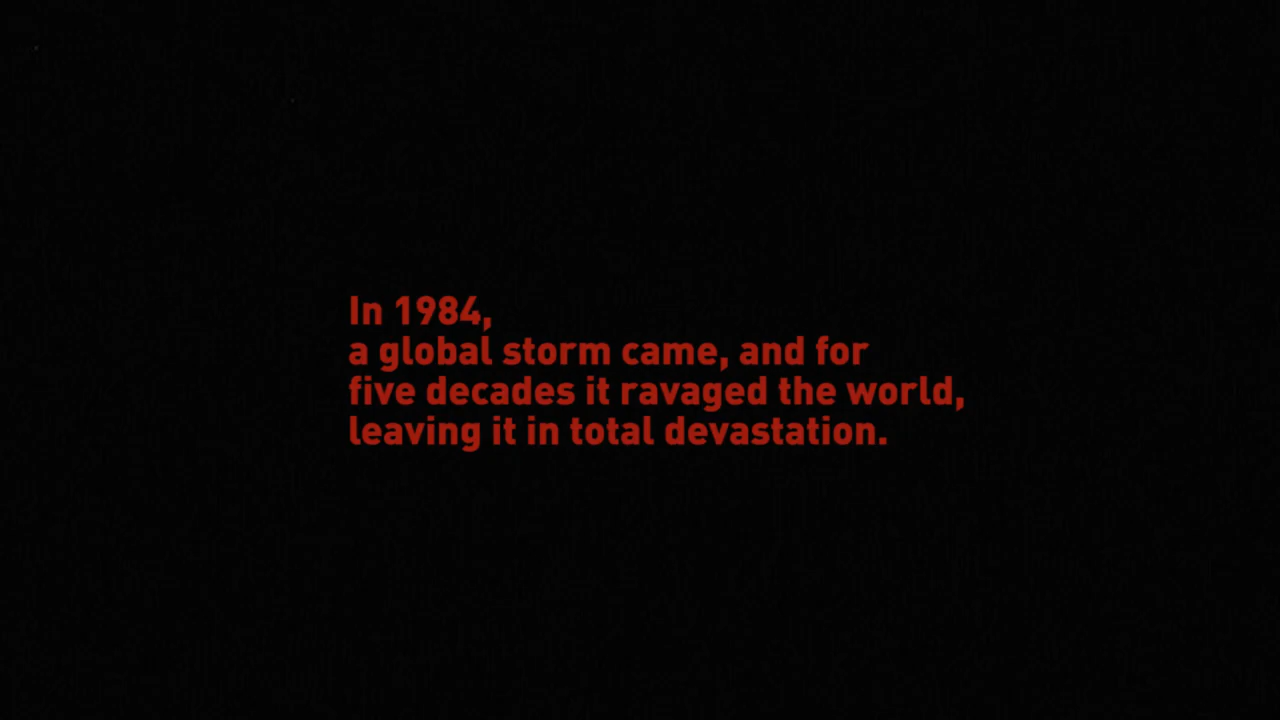 In 1984,
a global storm came, and for
five decades it ravaged the world,
leaving it in total devastation.